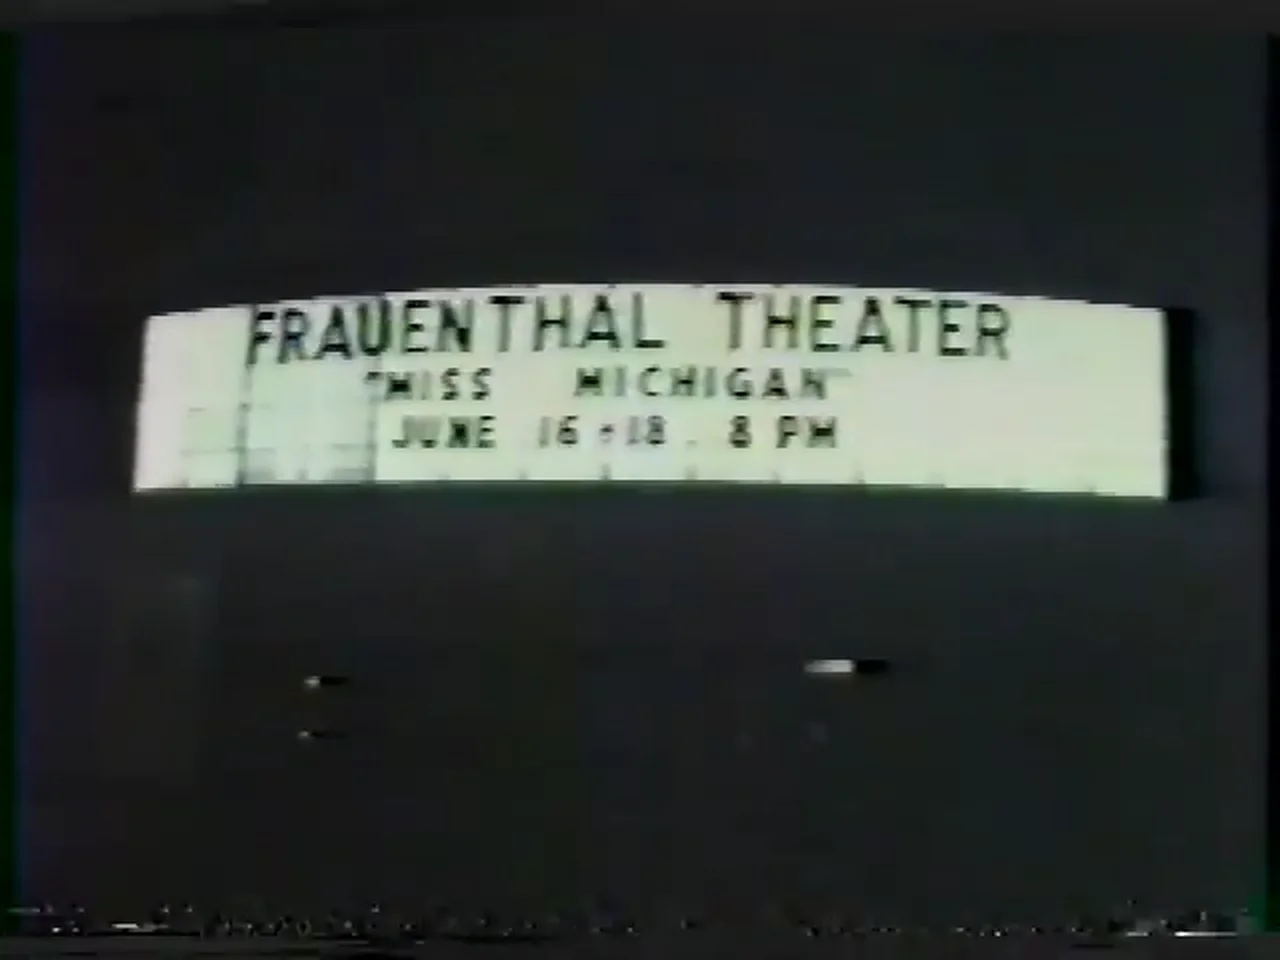 FRAUENTHAL THEATER
"MISS MICHIGAN"
JUNE 16 + 18 . 8 PM